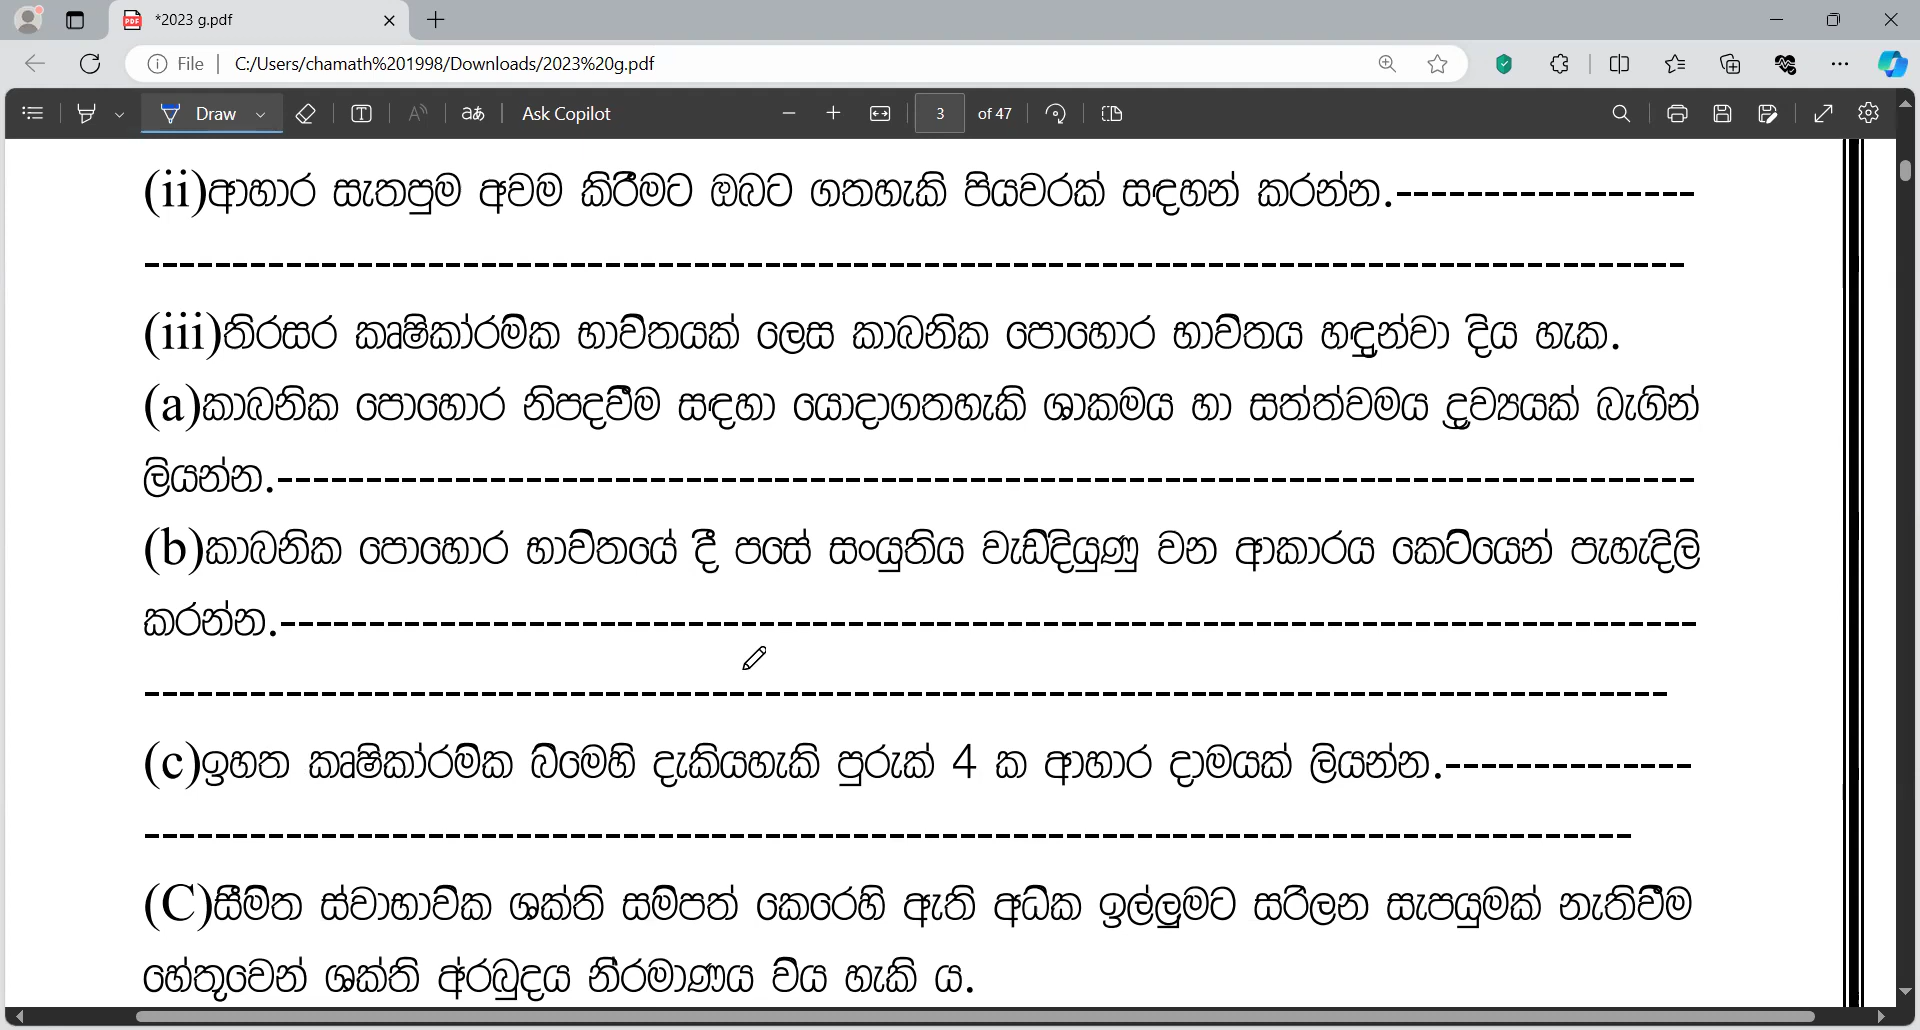 *2023 g.pdf
File | C:/Users/chamath%201998/Downloads/2023%20g.pdf
Draw
aあ
Ask Copilot
3 of 47
(ii)ආහාර සැතපුම අවම කිරීමට ඔබට ගතහැකි පියවරක් සඳහන් කරන්න.-----------------
--------------------------------------------------------------------------------------
(iii)තිරසර කෘෂිකාර්මික භාවිතයක් ලෙස කාබනික පොහොර භාවිතය හඳුන්වා දිය හැක.
(a)කාබනික පොහොර නිපදවීම සඳහා යොදාගතහැකි ශාකමය හා සත්ත්වමය ද්‍රව්‍යයක් බැගින්
ලියන්න.--------------------------------------------------------------------------------
(b)කාබනික පොහොර භාවිතයේ දී පසේ සංයුතිය වැඩිදියුණු වන ආකාරය කෙටියෙන් පැහැදිලි
කරන්න.--------------------------------------------------------------------------------
--------------------------------------------------------------------------------------
(c)ඉහත කෘෂිකාර්මික බිමෙහි දැකියහැකි පුරුක් 4 ක ආහාර දාමයක් ලියන්න.--------------
------------------------------------------------------------------------------------
(C)සීමිත ස්වාභාවික ශක්ති සම්පත් කෙරෙහි ඇති අධික ඉල්ලුමට සරිලන සැපයුමක් නැතිවීම
හේතුවෙන් ශක්ති අර්බුදය නිර්මාණය විය හැකි ය.